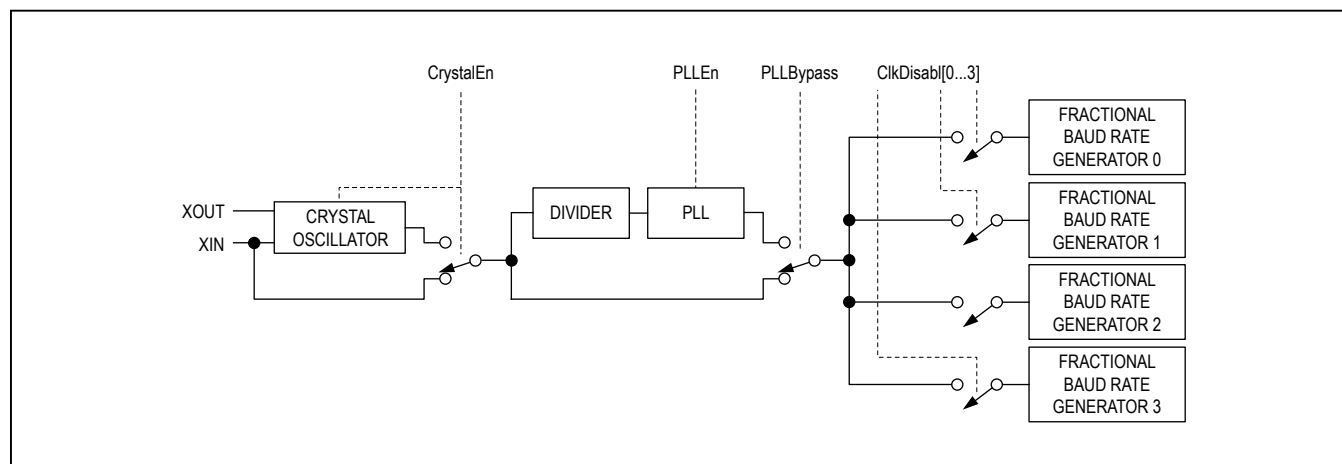 CrystalEn
PLLEn
PLLBypass
ClkDisabl[0...3]
FRACTIONAL
BAUD RATE
GENERATOR 0
XOUT
XIN
CRYSTAL
OSCILLATOR
DIVIDER
PLL
FRACTIONAL
BAUD RATE
GENERATOR 1
FRACTIONAL
BAUD RATE
GENERATOR 2
FRACTIONAL
BAUD RATE
GENERATOR 3